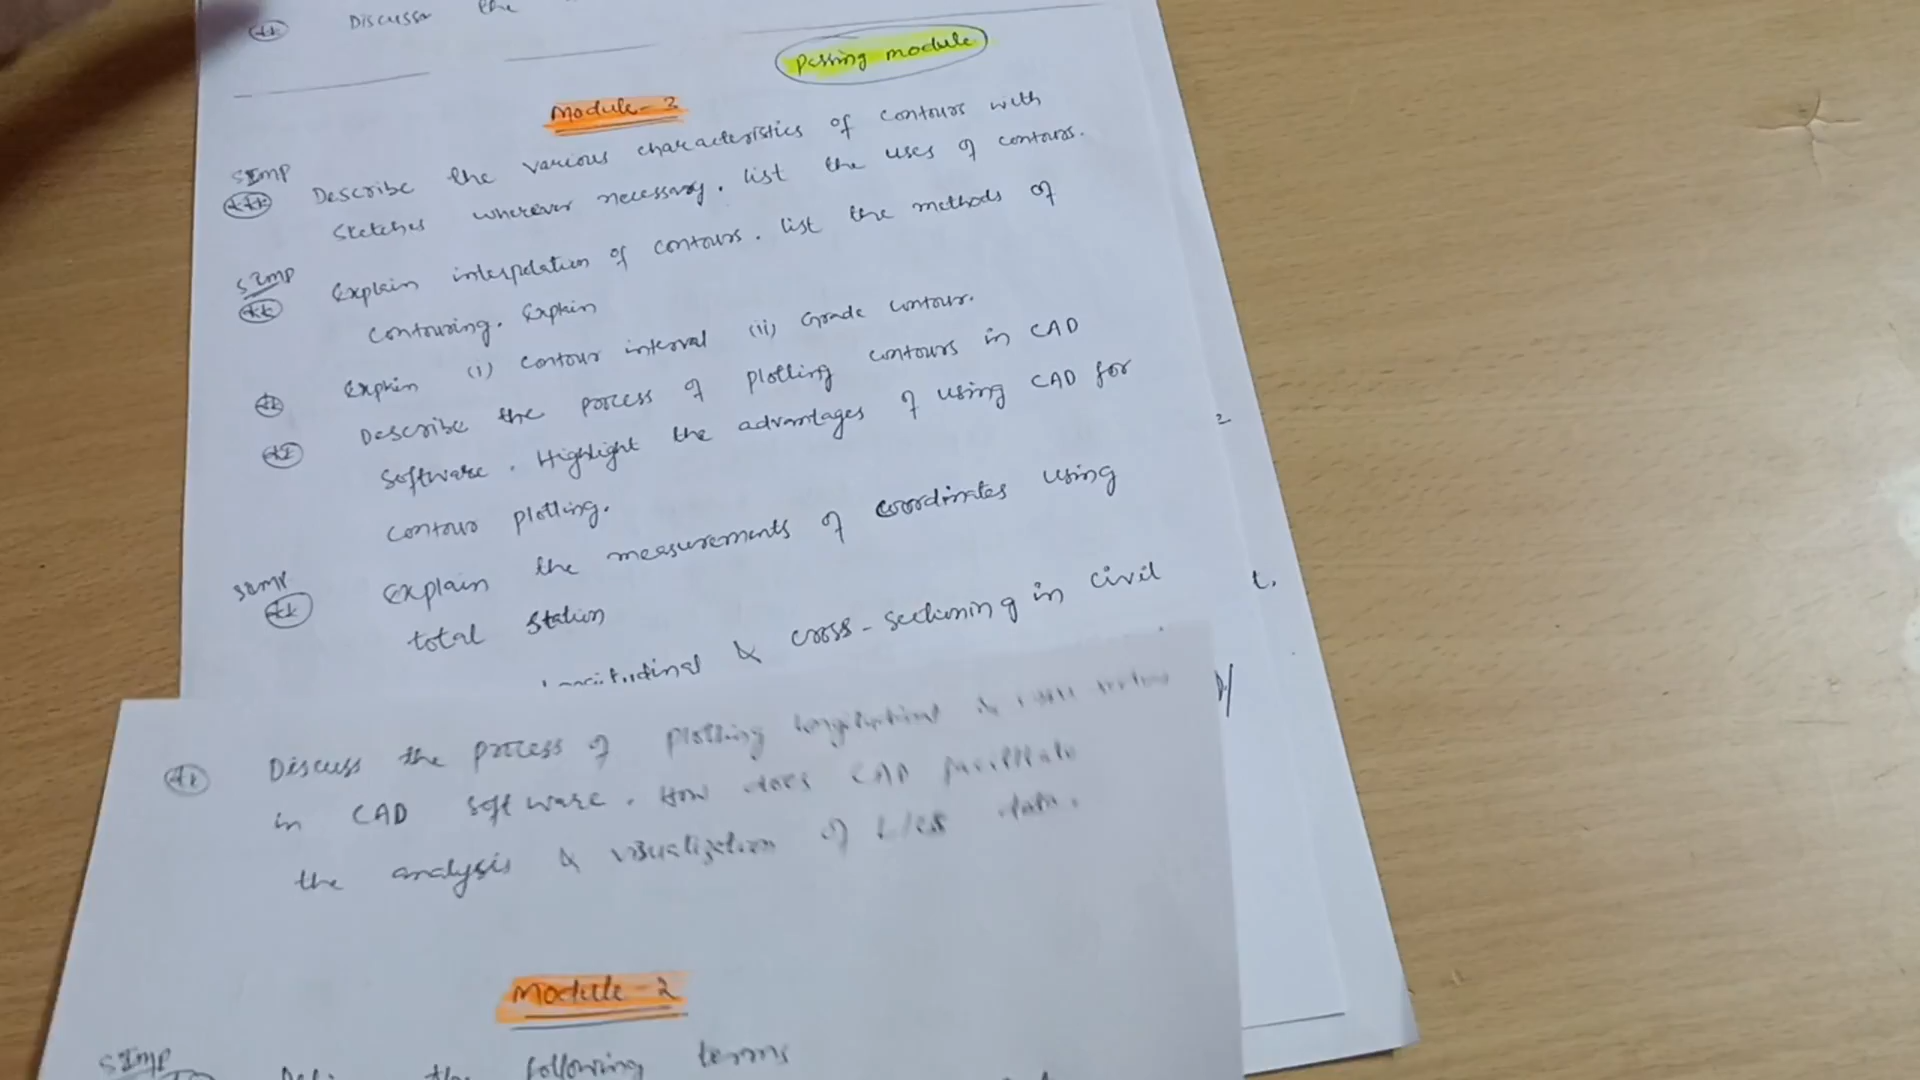 ** Discuss the
Passing module
Module-3
SIMP
*** Describe the various characteristics of contours with
Sketches wherever necessary. List the uses of contours.
SIMP
** Explain interpolation of contours. List the methods of
contouring. Explain
** Explain (i) contour interval (ii) Grade contour.
** Describe the process of plotting contours in CAD
Software. Highlight the advantages of using CAD for
contour plotting.
SIMP
** Explain the measurements of coordinates using
total Station
& cross-sectioning in civil
** Discuss the process of plotting longitudinal &
in CAD software. How does CAD facilitate
the analysis & visualization of data.
Module-2
SIMP
the following terms